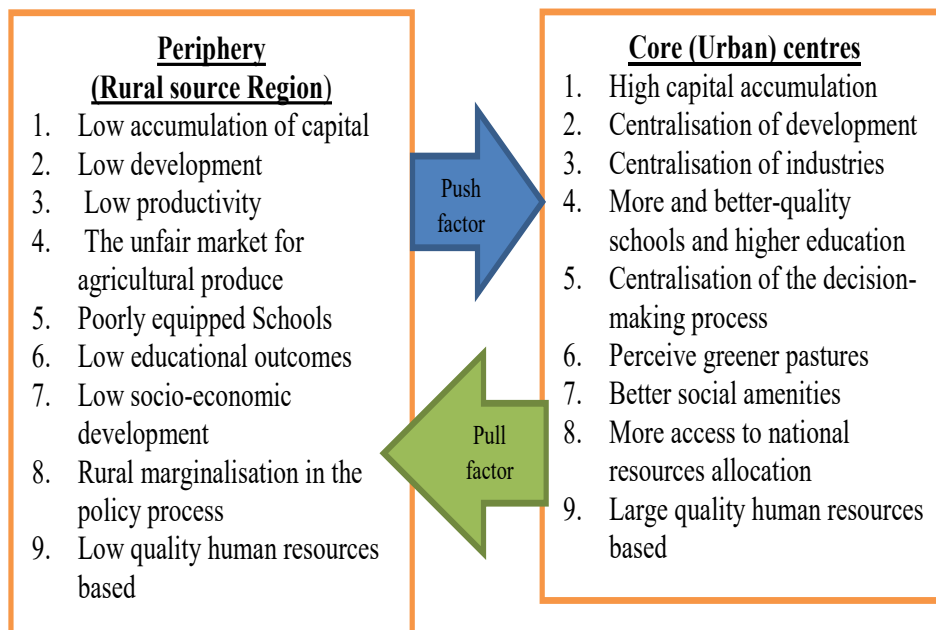 Periphery
(Rural source Region)
1. Low accumulation of capital
2. Low development
3. Low productivity
4. The unfair market for
agricultural produce
5. Poorly equipped Schools
6. Low educational outcomes
7. Low socio-economic
development
8. Rural marginalisation in the
policy process
9. Low quality human resources
based
Push
factor
Pull
factor
Core (Urban) centres
1. High capital accumulation
2. Centralisation of development
3. Centralisation of industries
4. More and better-quality
schools and higher education
5. Centralisation of the decision-
making process
6. Perceive greener pastures
7. Better social amenities
8. More access to national
resources allocation
9. Large quality human resources
based